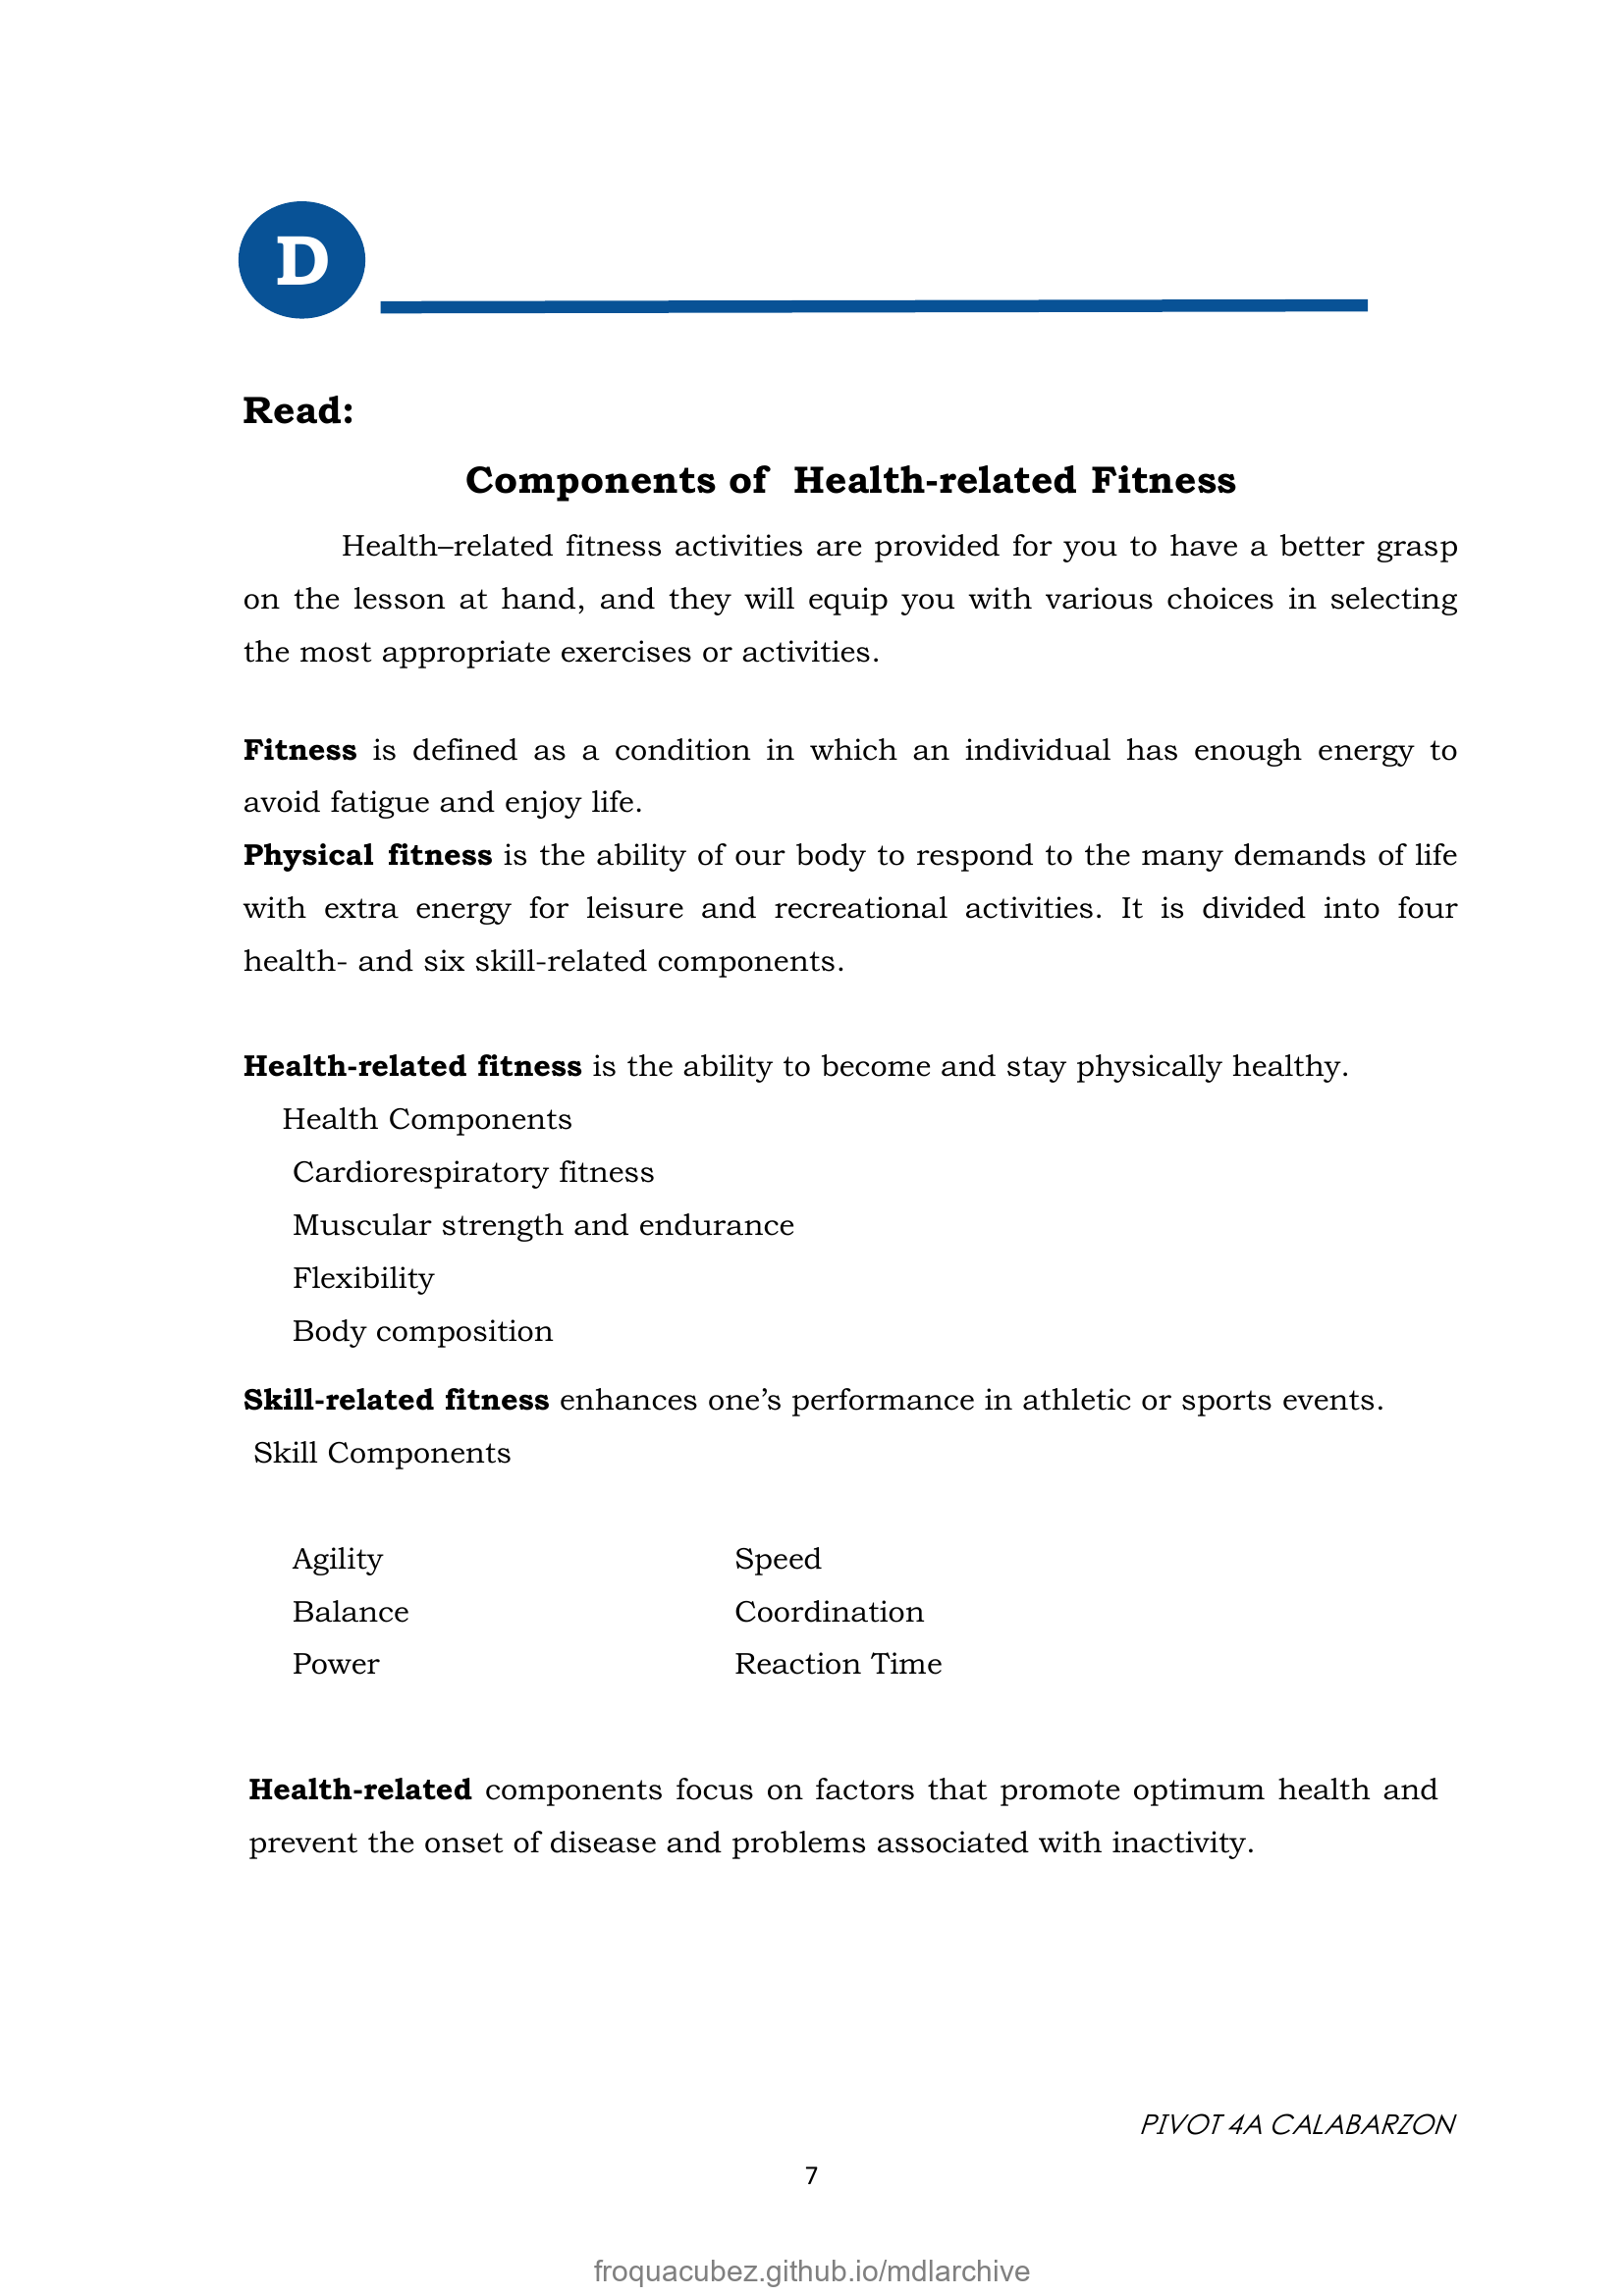 D
Read:
Components of Health-related Fitness
Health–related fitness activities are provided for you to have a better grasp
on the lesson at hand, and they will equip you with various choices in selecting
the most appropriate exercises or activities.
Fitness is defined as a condition in which an individual has enough energy to
avoid fatigue and enjoy life.
Physical fitness is the ability of our body to respond to the many demands of life
with extra energy for leisure and recreational activities. It is divided into four
health- and six skill-related components.
Health-related fitness is the ability to become and stay physically healthy.
Health Components
Cardiorespiratory fitness
Muscular strength and endurance
Flexibility
Body composition
Skill-related fitness enhances one’s performance in athletic or sports events.
Skill Components
Agility Speed
Balance Coordination
Power Reaction Time
Health-related components focus on factors that promote optimum health and
prevent the onset of disease and problems associated with inactivity.
PIVOT 4A CALABARZON
7
froquacubez.github.io/mdlarchive